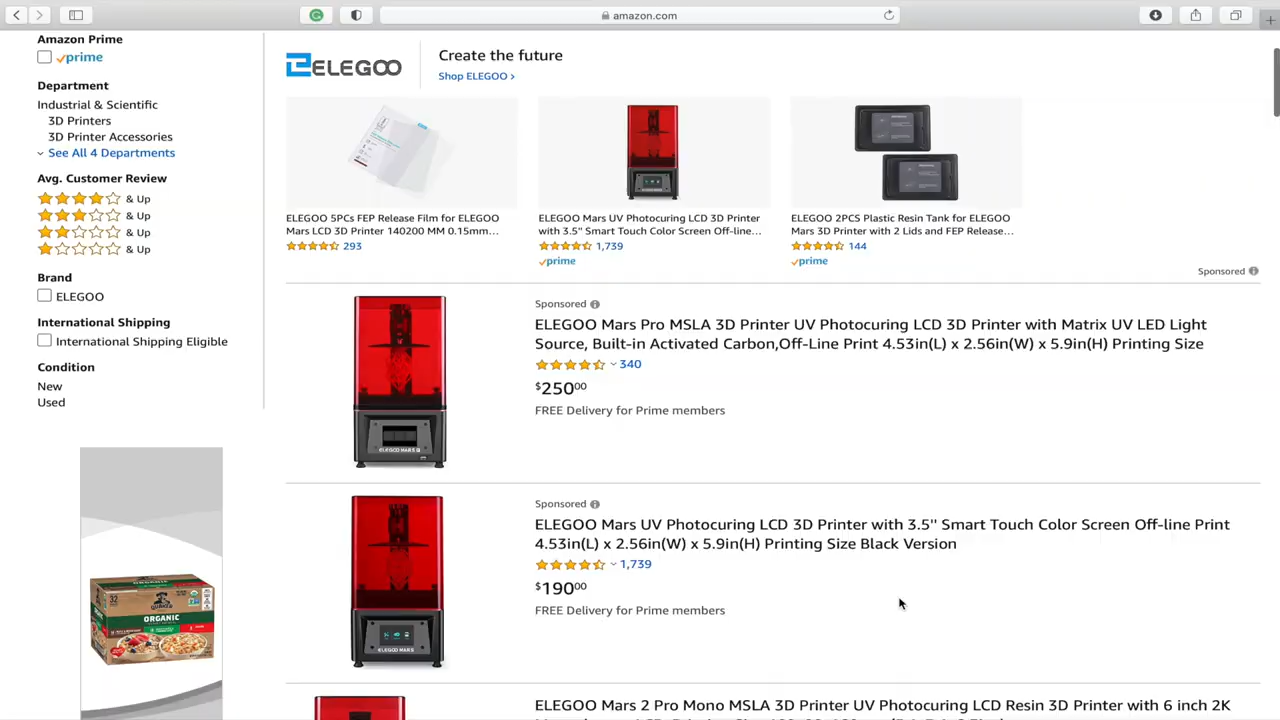 amazon.com
Amazon Prime
prime
Department
Industrial & Scientific
3D Printers
3D Printer Accessories
See All 4 Departments
Avg. Customer Review
& Up
& Up
& Up
& Up
Brand
ELEGOO
International Shipping
International Shipping Eligible
Condition
New
Used
QUAKER
ORGANIC
32
ELEGOO
Create the future
Shop ELEGOO ›
ELEGOO 5PCs FEP Release Film for ELEGOO
Mars LCD 3D Printer 140200 MM 0.15mm...
293
ELEGOO Mars UV Photocuring LCD 3D Printer
with 3.5" Smart Touch Color Screen Off-line...
1,739
prime
ELEGOO 2PCS Plastic Resin Tank for ELEGOO
Mars 3D Printer with 2 Lids and FEP Release...
144
prime
Sponsored
Sponsored
ELEGOO Mars Pro MSLA 3D Printer UV Photocuring LCD 3D Printer with Matrix UV LED Light
Source, Built-in Activated Carbon,Off-Line Print 4.53in(L) x 2.56in(W) x 5.9in(H) Printing Size
340
$25000
FREE Delivery for Prime members
ELEGOO MARS
Sponsored
ELEGOO Mars UV Photocuring LCD 3D Printer with 3.5'' Smart Touch Color Screen Off-line Print
4.53in(L) x 2.56in(W) x 5.9in(H) Printing Size Black Version
1,739
$19000
FREE Delivery for Prime members
ELEGOO MARS
ELEGOO Mars 2 Pro Mono MSLA 3D Printer UV Photocuring LCD Resin 3D Printer with 6 inch 2K